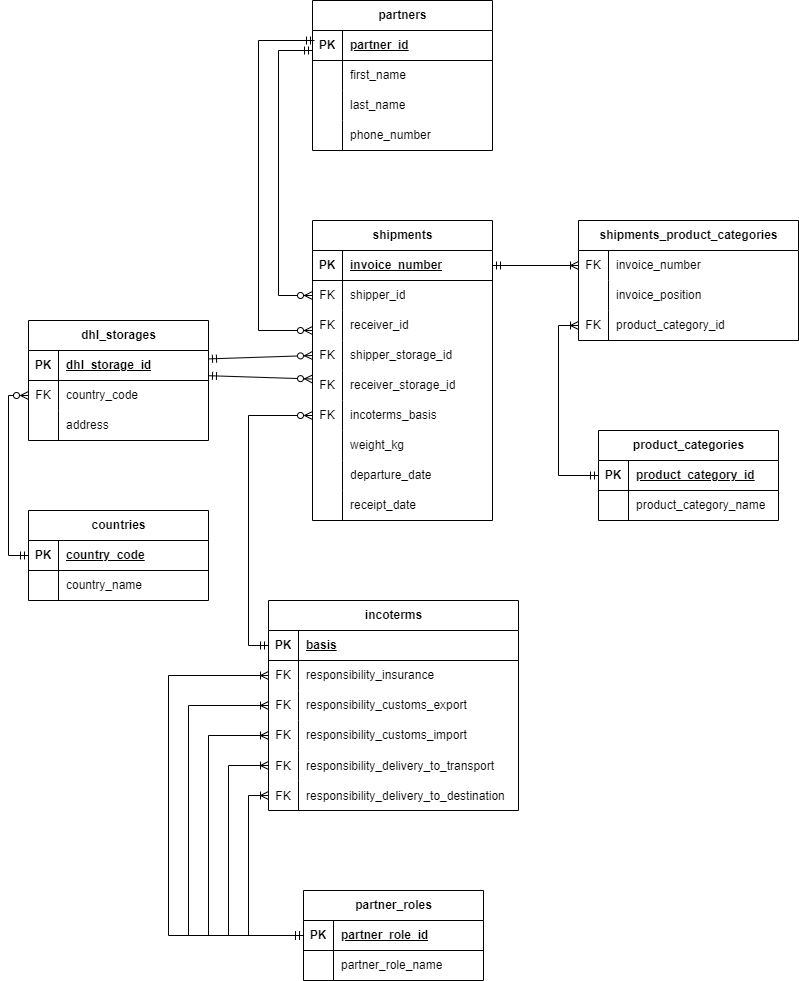 partners
PK partner_id
first_name
last_name
phone_number
shipments
PK invoice_number
FK shipper_id
FK receiver_id
FK shipper_storage_id
FK receiver_storage_id
FK incoterms_basis
weight_kg
departure_date
receipt_date
shipments_product_categories
FK invoice_number
invoice_position
FK product_category_id
dhl_storages
PK dhl_storage_id
FK country_code
address
product_categories
PK product_category_id
product_category_name
countries
PK country_code
country_name
incoterms
PK basis
FK responsibility_insurance
FK responsibility_customs_export
FK responsibility_customs_import
FK responsibility_delivery_to_transport
FK responsibility_delivery_to_destination
partner_roles
PK partner_role_id
partner_role_name